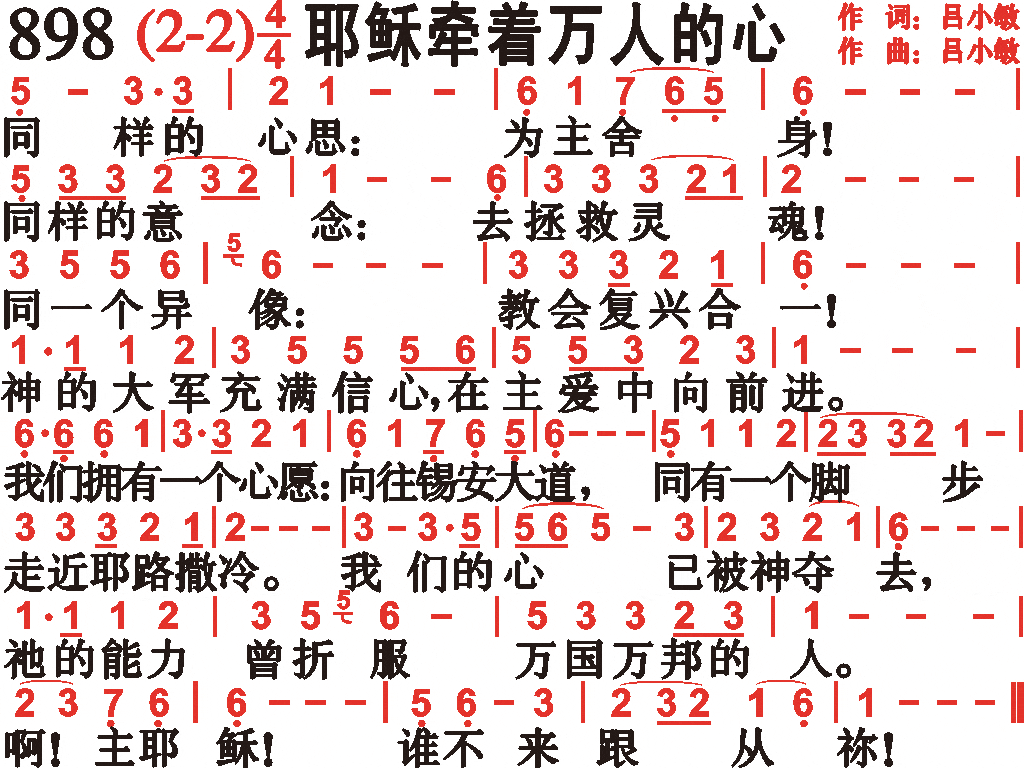 898 (2-2) 4/4 耶稣牵着万人的心 作 词：吕小敏
作 曲：吕小敏
5 - 3·3 | 2 1 - - | 6 1 7 6 5 | 6 - - - |
同 样的 心思： 为主舍 身！
5 3 3 2 3 2 | 1 - - 6 | 3 3 3 2 1 | 2 - - - |
同样的意 念： 去拯救灵 魂！
3 5 5 6 | 5 6 - - - | 3 3 3 2 1 | 6 - - - |
同一个异 像： 教会复兴合 一！
1·1 1 2 | 3 5 5 5 6 | 5 5 3 2 3 | 1 - - - |
神的大军充满信心，在主爱中向前进。
6·6 6 1 | 3·3 2 1 | 6 1 7 6 5 | 6 - - - | 5 1 1 2 | 2 3 3 2 1 - |
我们拥有一个心愿：向往锡安大道， 同有一个脚 步
3 3 3 2 1 | 2 - - - | 3 - 3·5 | 5 6 5 - 3 | 2 3 2 1 | 6 - - - |
走近耶路撒冷。 我 们的心 已被神夺 去，
1·1 1 2 | 3 5 5 6 - | 5 3 3 2 3 | 1 - - - |
祂的能力 曾折 服 万国万邦的 人。
2 3 7 6 | 6 - - - | 5 6 - 3 | 2 3 2 1 6 | 1 - - -
啊！主耶 稣！ 谁不 来 跟 从 祢！